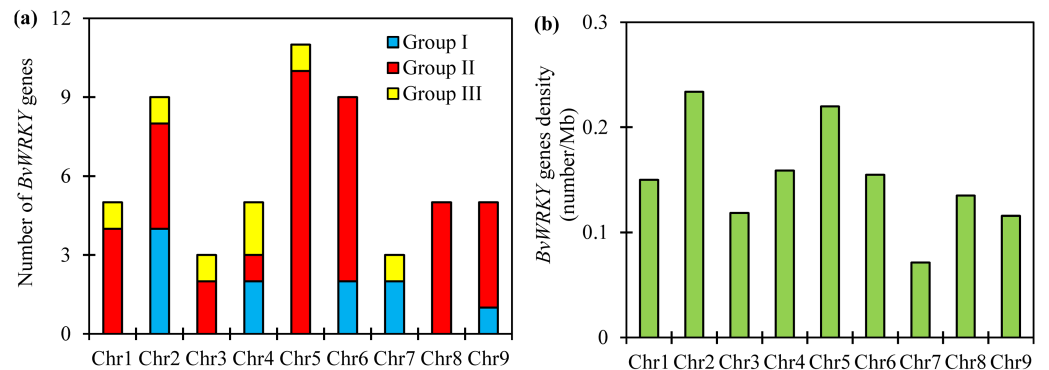 (a)
Number of BvWRKY genes
12
9
6
3
0
Group I
Group II
Group III
Chr1 Chr2 Chr3 Chr4 Chr5 Chr6 Chr7 Chr8 Chr9
(b)
BvWRKY genes density
(number/Mb)
0.3
0.2
0.1
0
Chr1 Chr2 Chr3 Chr4 Chr5 Chr6 Chr7 Chr8 Chr9